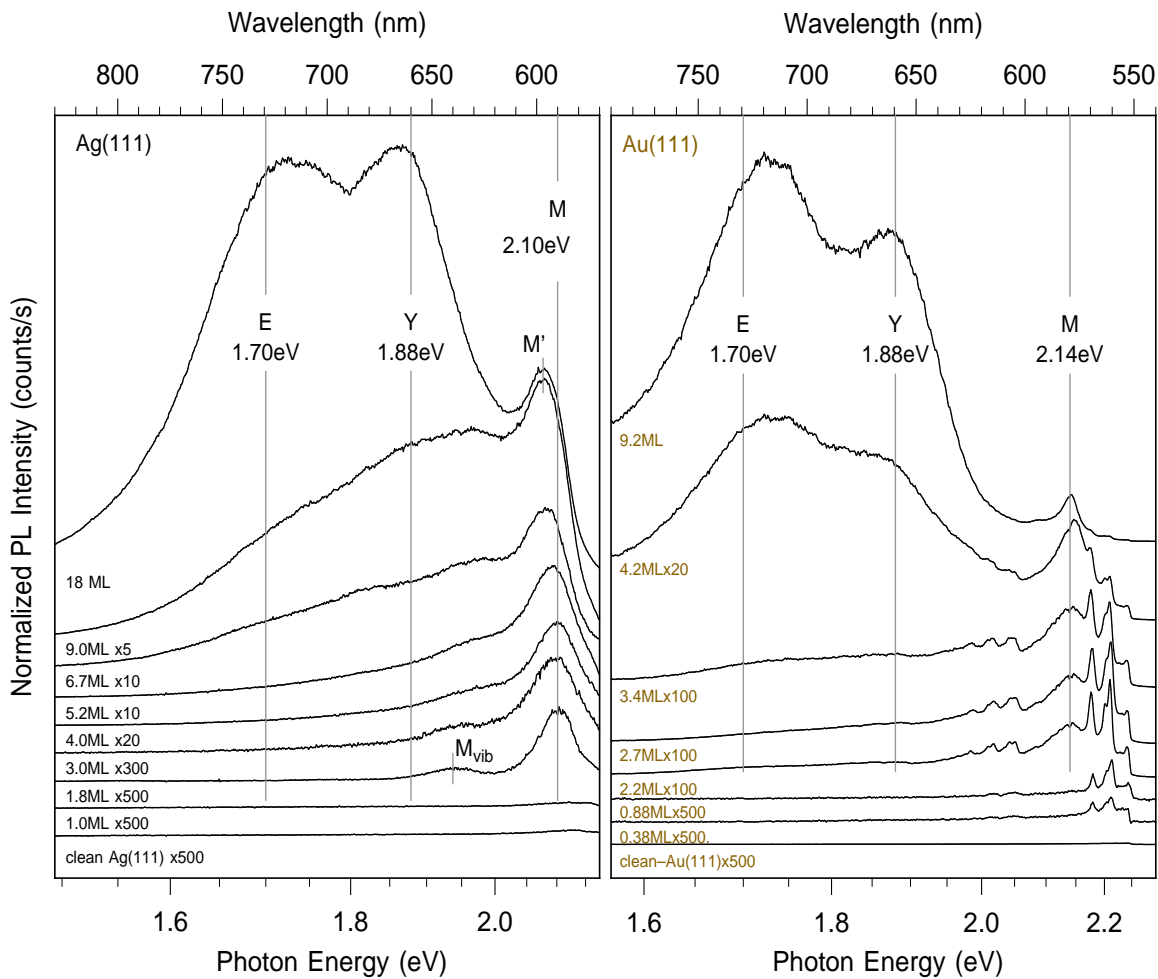 Wavelength (nm)
800 750 700 650 600
Wavelength (nm)
750 700 650 600 580 560 540
Normalized PL Intensity (counts/s)
Ag(111)
M
2.10eV
E
1.70eV
Y
1.88eV
M'
18 ML
9.0ML x5
6.7ML x10
5.2ML x10
4.0ML x20
3.0ML x300
Mvib
1.8ML x500
1.0ML x500
clean Ag(111) x500
1.6 1.8 2.0
Photon Energy (eV)
Au(111)
E
1.70eV
Y
1.88eV
M
2.14eV
9.2ML
4.2MLx20
3.4MLx100
2.7MLx100
2.2MLx100
0.88MLx500
0.38MLx500.
clean–Au(111)x500
1.6 1.8 2.0 2.2
Photon Energy (eV)